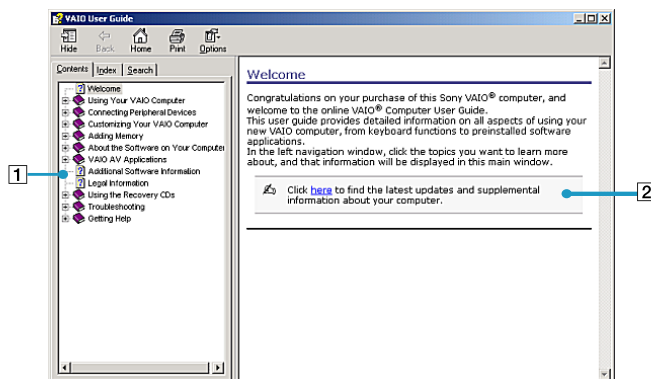 VAIO User Guide
Hide Back Home Print Options
Contents Index Search
Welcome
Using Your VAIO Computer
Connecting Peripheral Devices
Customizing Your VAIO Computer
Adding Memory
About the Software on Your Computer
VAIO AV Applications
Additional Software Information
Legal Information
Using the Recovery CDs
Troubleshooting
Getting Help
1
Welcome
Congratulations on your purchase of this Sony VAIO® computer, and
welcome to the online VAIO® Computer User Guide.
This user guide provides detailed information on all aspects of using your
new VAIO computer, from keyboard functions to preinstalled software
applications.
In the left navigation window, click the topics you want to learn more
about, and that information will be displayed in this main window.
Click here to find the latest updates and supplemental
information about your computer.
2